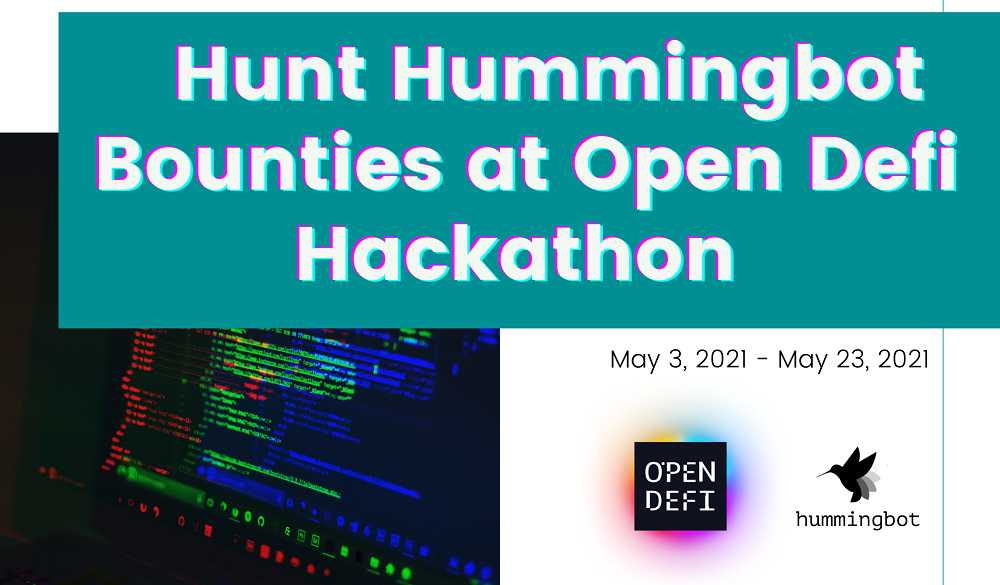 Hunt Hummingbot
Bounties at Open Defi
Hackathon
May 3, 2021 - May 23, 2021
OPEN
DEFI
hummingbot